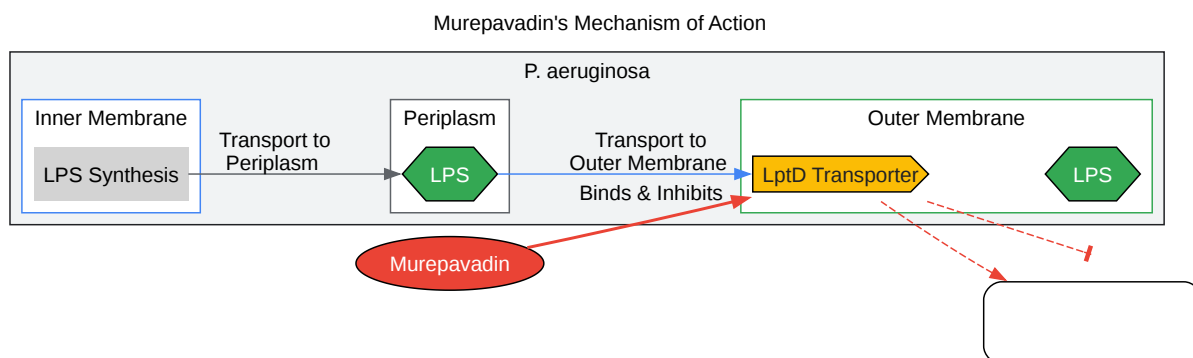 Murepavadin's Mechanism of Action
P. aeruginosa
Inner Membrane
LPS Synthesis
Transport to
Periplasm
Periplasm
LPS
Transport to
Outer Membrane
Binds & Inhibits
Outer Membrane
LptD Transporter
LPS
Murepavadin